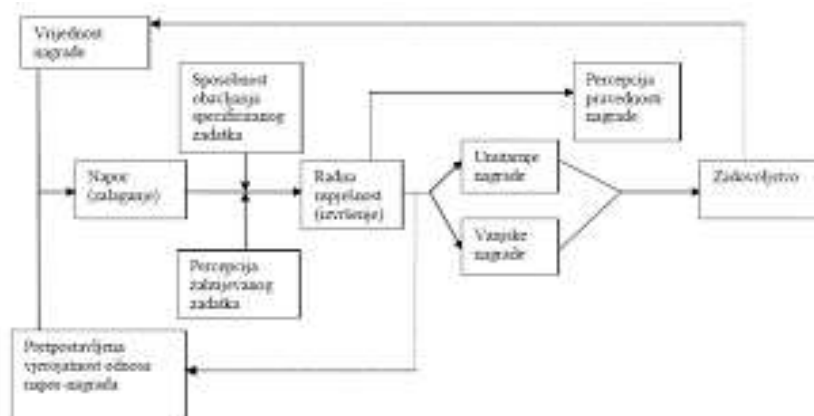 Vrijednost
nagrade
Sposobnost
obavljanja
specificiranog
zadatka
Percepcija
pravednosti
nagrade
Napor
(zalaganje)
Radna
uspješnost
(izvršenje)
Unutarnje
nagrade
Zadovoljstvo
Vanjske
nagrade
Percepcija
zahtjevanog
zadatka
Pretpostavljena
vjerojatnost odnosa
napor-nagrada